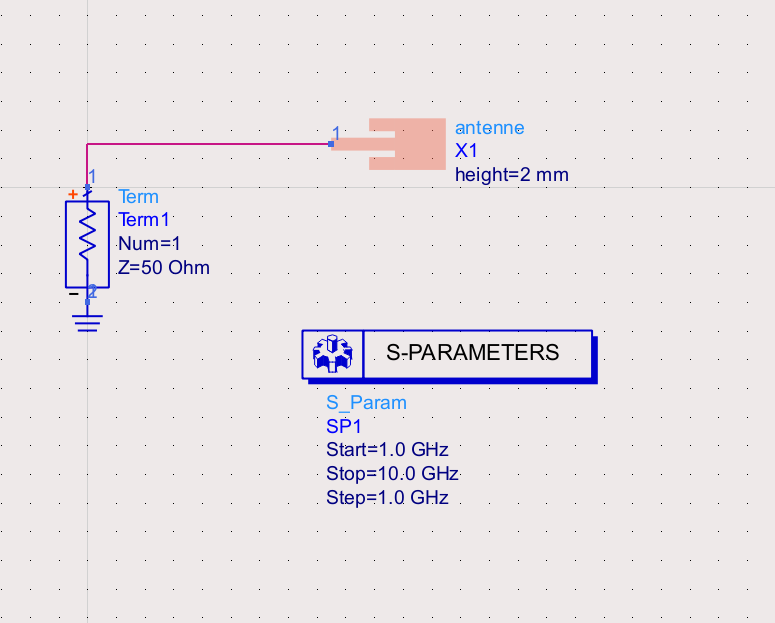 1
antenne
X1
height=2 mm
1
+
Term
Term1
Num=1
Z=50 Ohm
−
2
S-PARAMETERS
S_Param
SP1
Start=1.0 GHz
Stop=10.0 GHz
Step=1.0 GHz